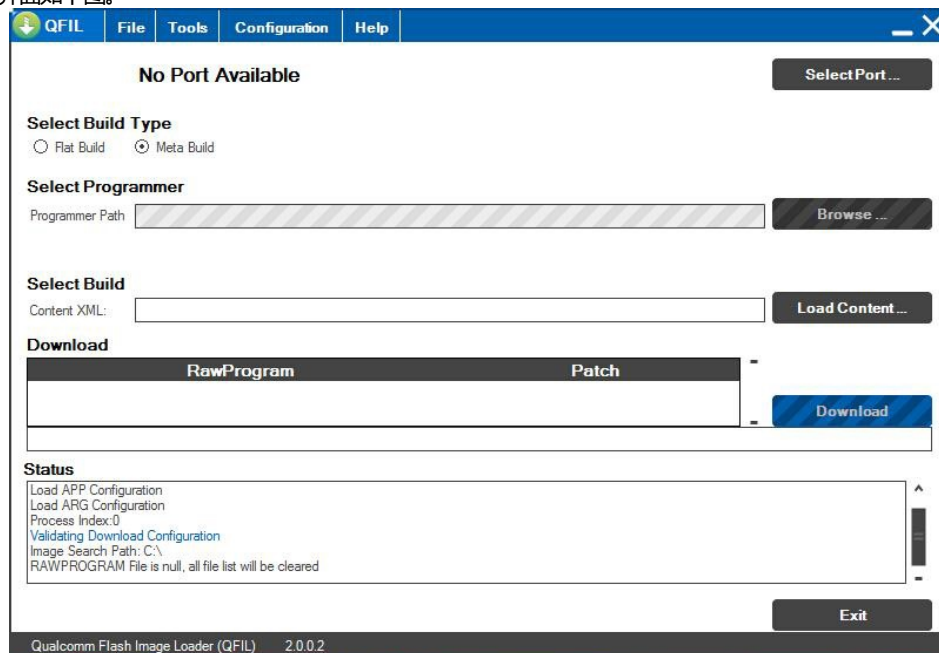 QFIL File Tools Configuration Help
No Port Available
Select Port...
Select Build Type
Flat Build Meta Build
Select Programmer
Programmer Path
Browse ...
Select Build
Content XML:
Load Content...
Download
RawProgram Patch
Download
Status
Load APP Configuration
Load ARG Configuration
Process Index:0
Validating Download Configuration
Image Search Path: C:\
RAWPROGRAM File is null, all file list will be cleared
Exit
Qualcomm Flash Image Loader (QFIL) 2.0.0.2